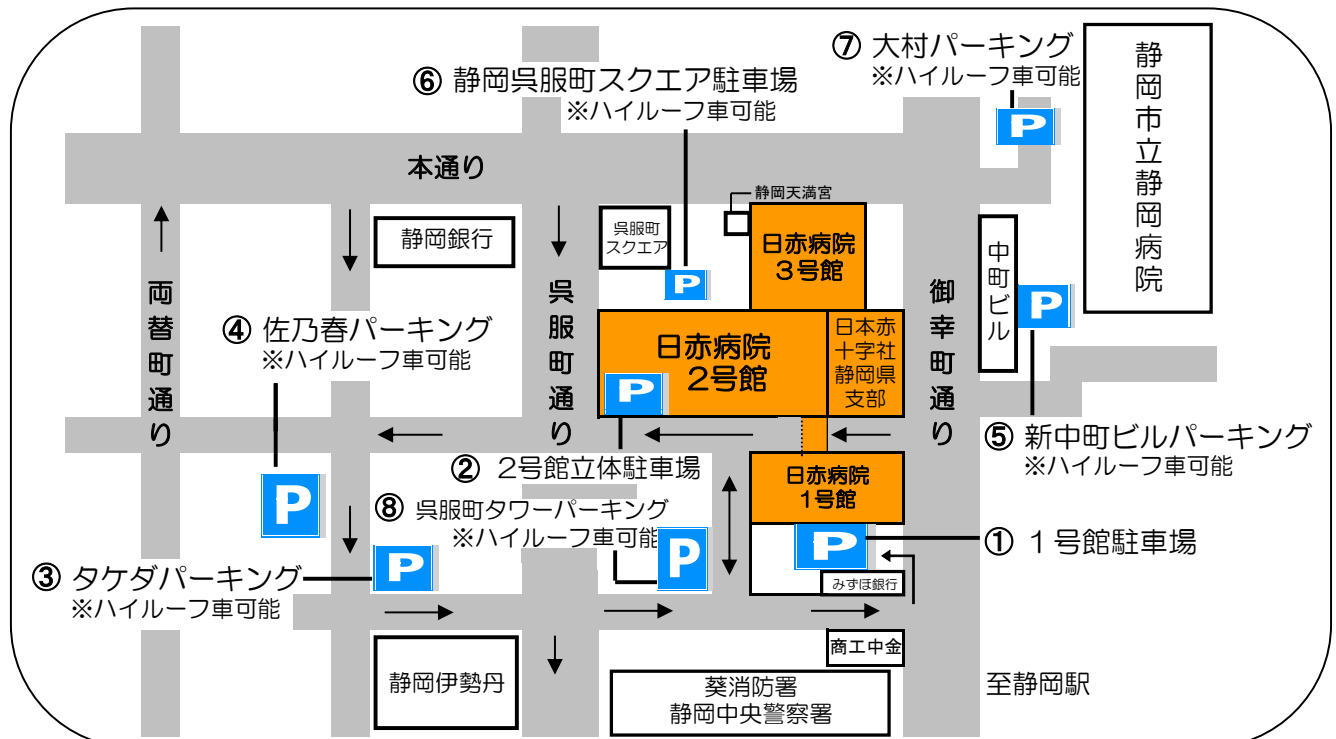 ⑦ 大村パーキング
※ハイルーフ車可能
⑥ 静岡呉服町スクエア駐車場
※ハイルーフ車可能
静岡市立静岡病院
本通り
静岡天満宮
静岡銀行
呉服町
スクエア
日赤病院
3号館
中町ビル
両替町通り
呉服町通り
御幸町通り
④ 佐乃春パーキング
※ハイルーフ車可能
日赤病院
2号館
日本赤
十字社
静岡県
支部
⑤ 新中町ビルパーキング
※ハイルーフ車可能
② 2号館立体駐車場
日赤病院
1号館
⑧ 呉服町タワーパーキング
※ハイルーフ車可能
① 1号館駐車場
③ タケダパーキング
※ハイルーフ車可能
みずほ銀行
商工中金
静岡伊勢丹
葵消防署
静岡中央警察署
至静岡駅
P
P
P
P
P
P
P
P